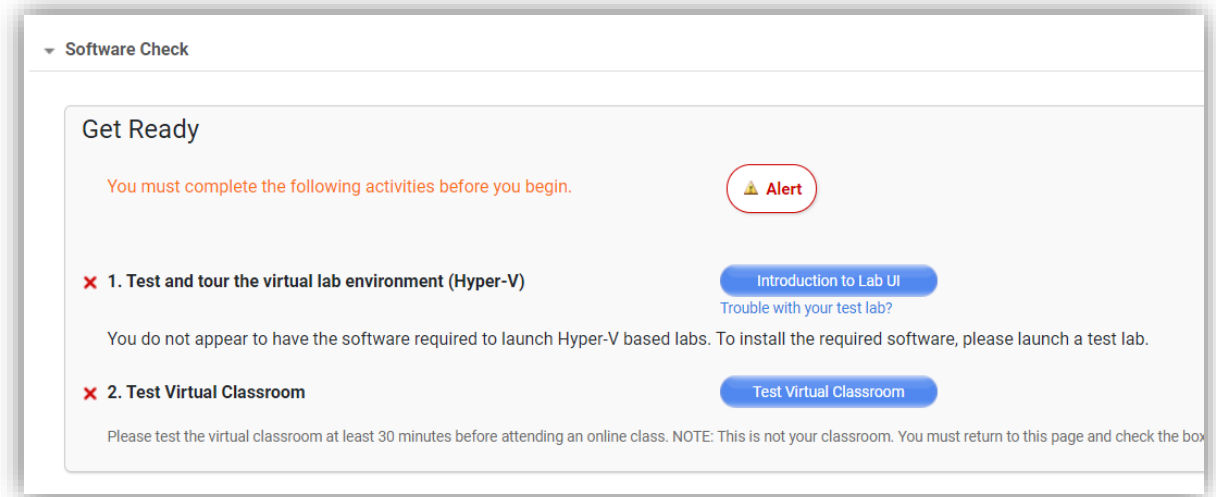 Software Check
Get Ready
You must complete the following activities before you begin.
Alert
1. Test and tour the virtual lab environment (Hyper-V)
Introduction to Lab UI
Trouble with your test lab?
You do not appear to have the software required to launch Hyper-V based labs. To install the required software, please launch a test lab.
2. Test Virtual Classroom
Test Virtual Classroom
Please test the virtual classroom at least 30 minutes before attending an online class. NOTE: This is not your classroom. You must return to this page and check the box